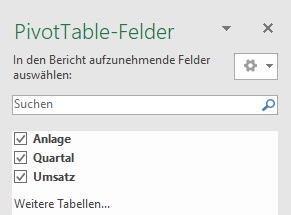 PivotTable-Felder
In den Bericht aufzunehmende Felder
auswählen:
Suchen
Anlage
Quartal
Umsatz
Weitere Tabellen...